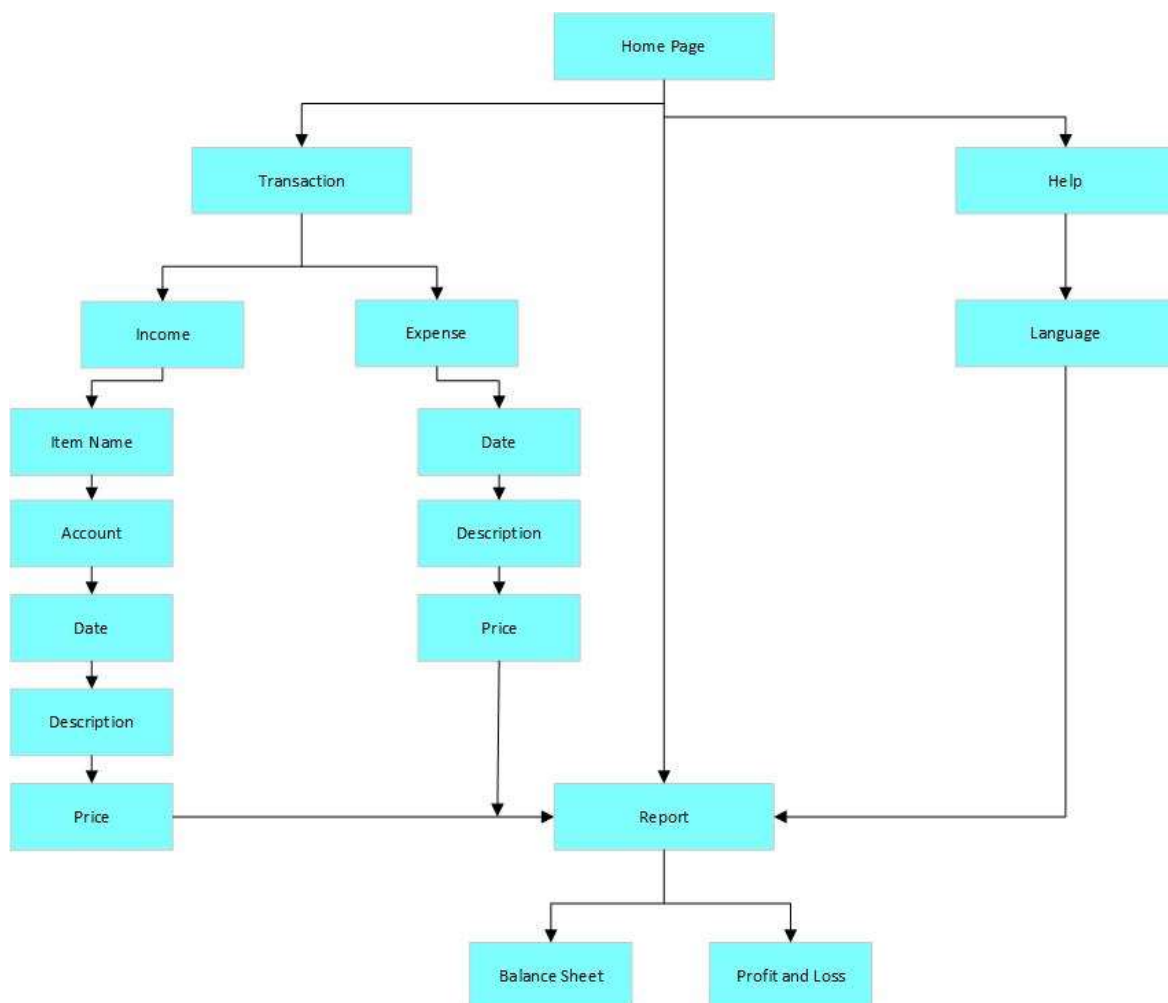 Home Page
Transaction
Help
Income
Expense
Language
Item Name
Date
Account
Description
Date
Price
Description
Price
Report
Balance Sheet
Profit and Loss